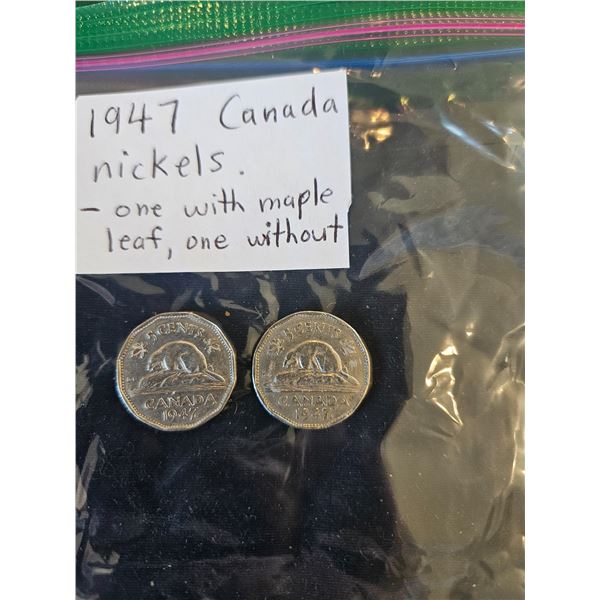 1947 Canada
nickels.
- one with maple
leaf, one without
5 CENTS
CANADA
1947
5 CENTS
CANADA
1947